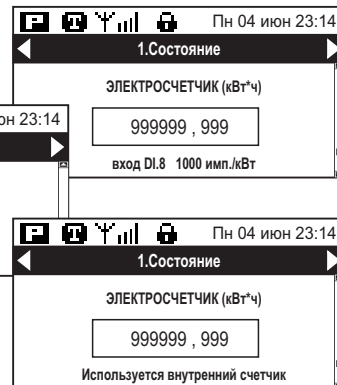 Пн 04 июн 23:14
1.Состояние
ЭЛЕКТРОСЧЕТЧИК (кВт*ч)
999999 , 999
вход DI.8 1000 имп./кВт
23:14
Пн 04 июн 23:14
1.Состояние
ЭЛЕКТРОСЧЕТЧИК (кВт*ч)
999999 , 999
Используется внутренний счетчик